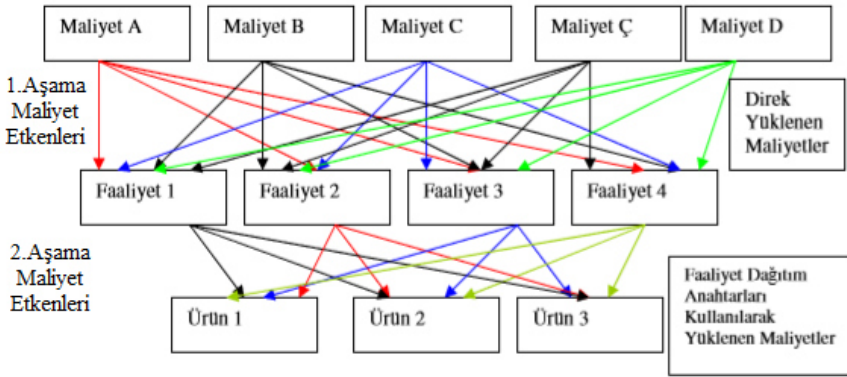 Maliyet A
Maliyet B
Maliyet C
Maliyet Ç
Maliyet D
1.Aşama
Maliyet
Etkenleri
Direk
Yüklenen
Maliyetler
Faaliyet 1
Faaliyet 2
Faaliyet 3
Faaliyet 4
2.Aşama
Maliyet
Etkenleri
Faaliyet Dağıtım
Anahtarları
Kullanılarak
Yüklenen Maliyetler
Ürün 1
Ürün 2
Ürün 3